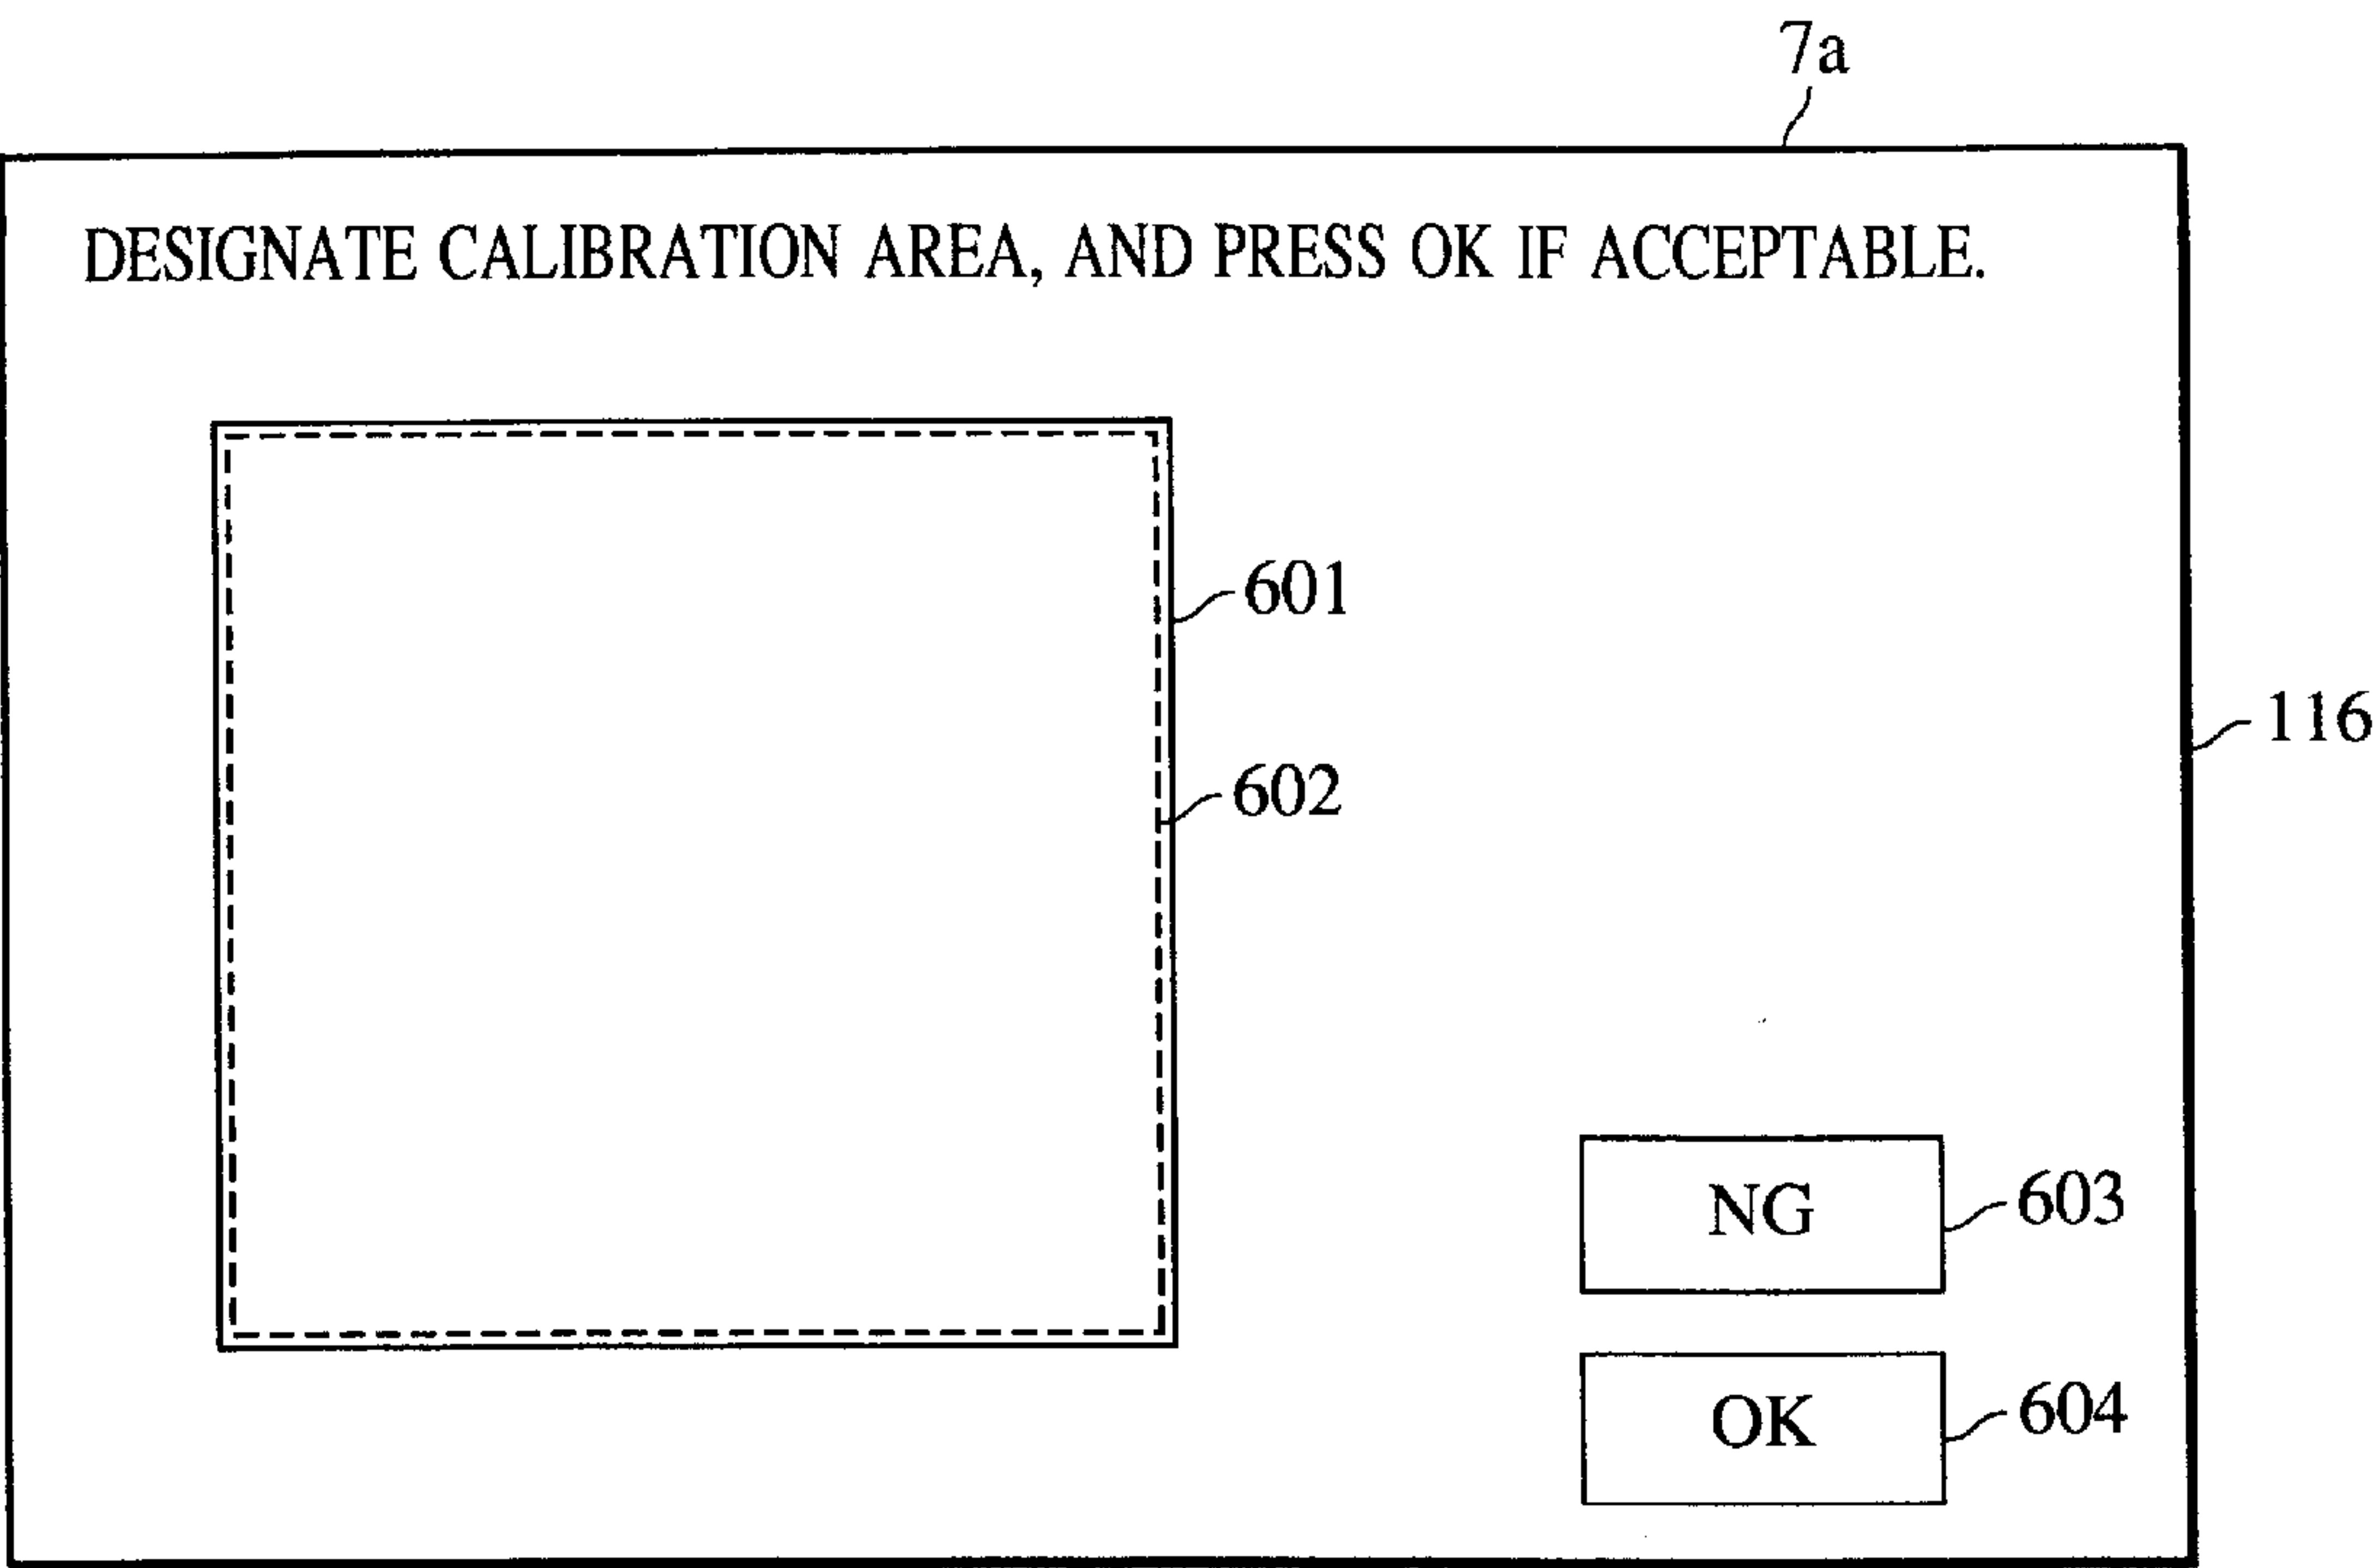 7a
DESIGNATE CALIBRATION AREA, AND PRESS OK IF ACCEPTABLE.
601
116
602
NG
603
OK
604